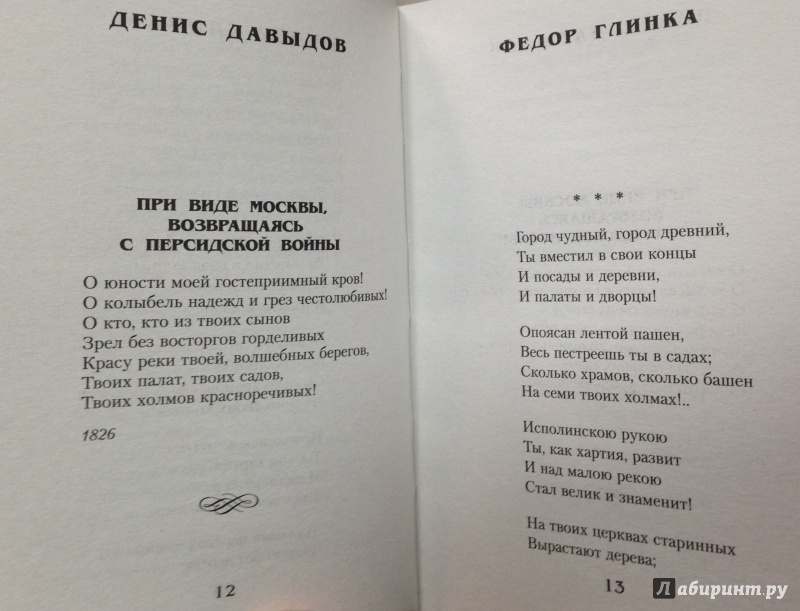 ДЕНИС ДАВЫДОВ
ПРИ ВИДЕ МОСКВЫ,
ВОЗВРАЩАЯСЬ
С ПЕРСИДСКОЙ ВОЙНЫ
О юности моей гостеприимный кров!
О колыбель надежд и грез честолюбивых!
О кто, кто из твоих сынов
Зрел без восторгов горделивых
Красу реки твоей, волшебных берегов,
Твоих палат, твоих садов,
Твоих холмов красноречивых!
1826
12
ФЕДОР ГЛИНКА
* * *
Город чудный, город древний,
Ты вместил в свои концы
И посады и деревни,
И палаты и дворцы!
Опоясан лентой пашен,
Весь пестреешь ты в садах;
Сколько храмов, сколько башен
На семи твоих холмах!..
Исполинскою рукою
Ты, как хартия, развит
И над малою рекою
Стал велик и знаменит!
На твоих церквах старинных
Вырастают дерева;
13
Лабиринт.ру